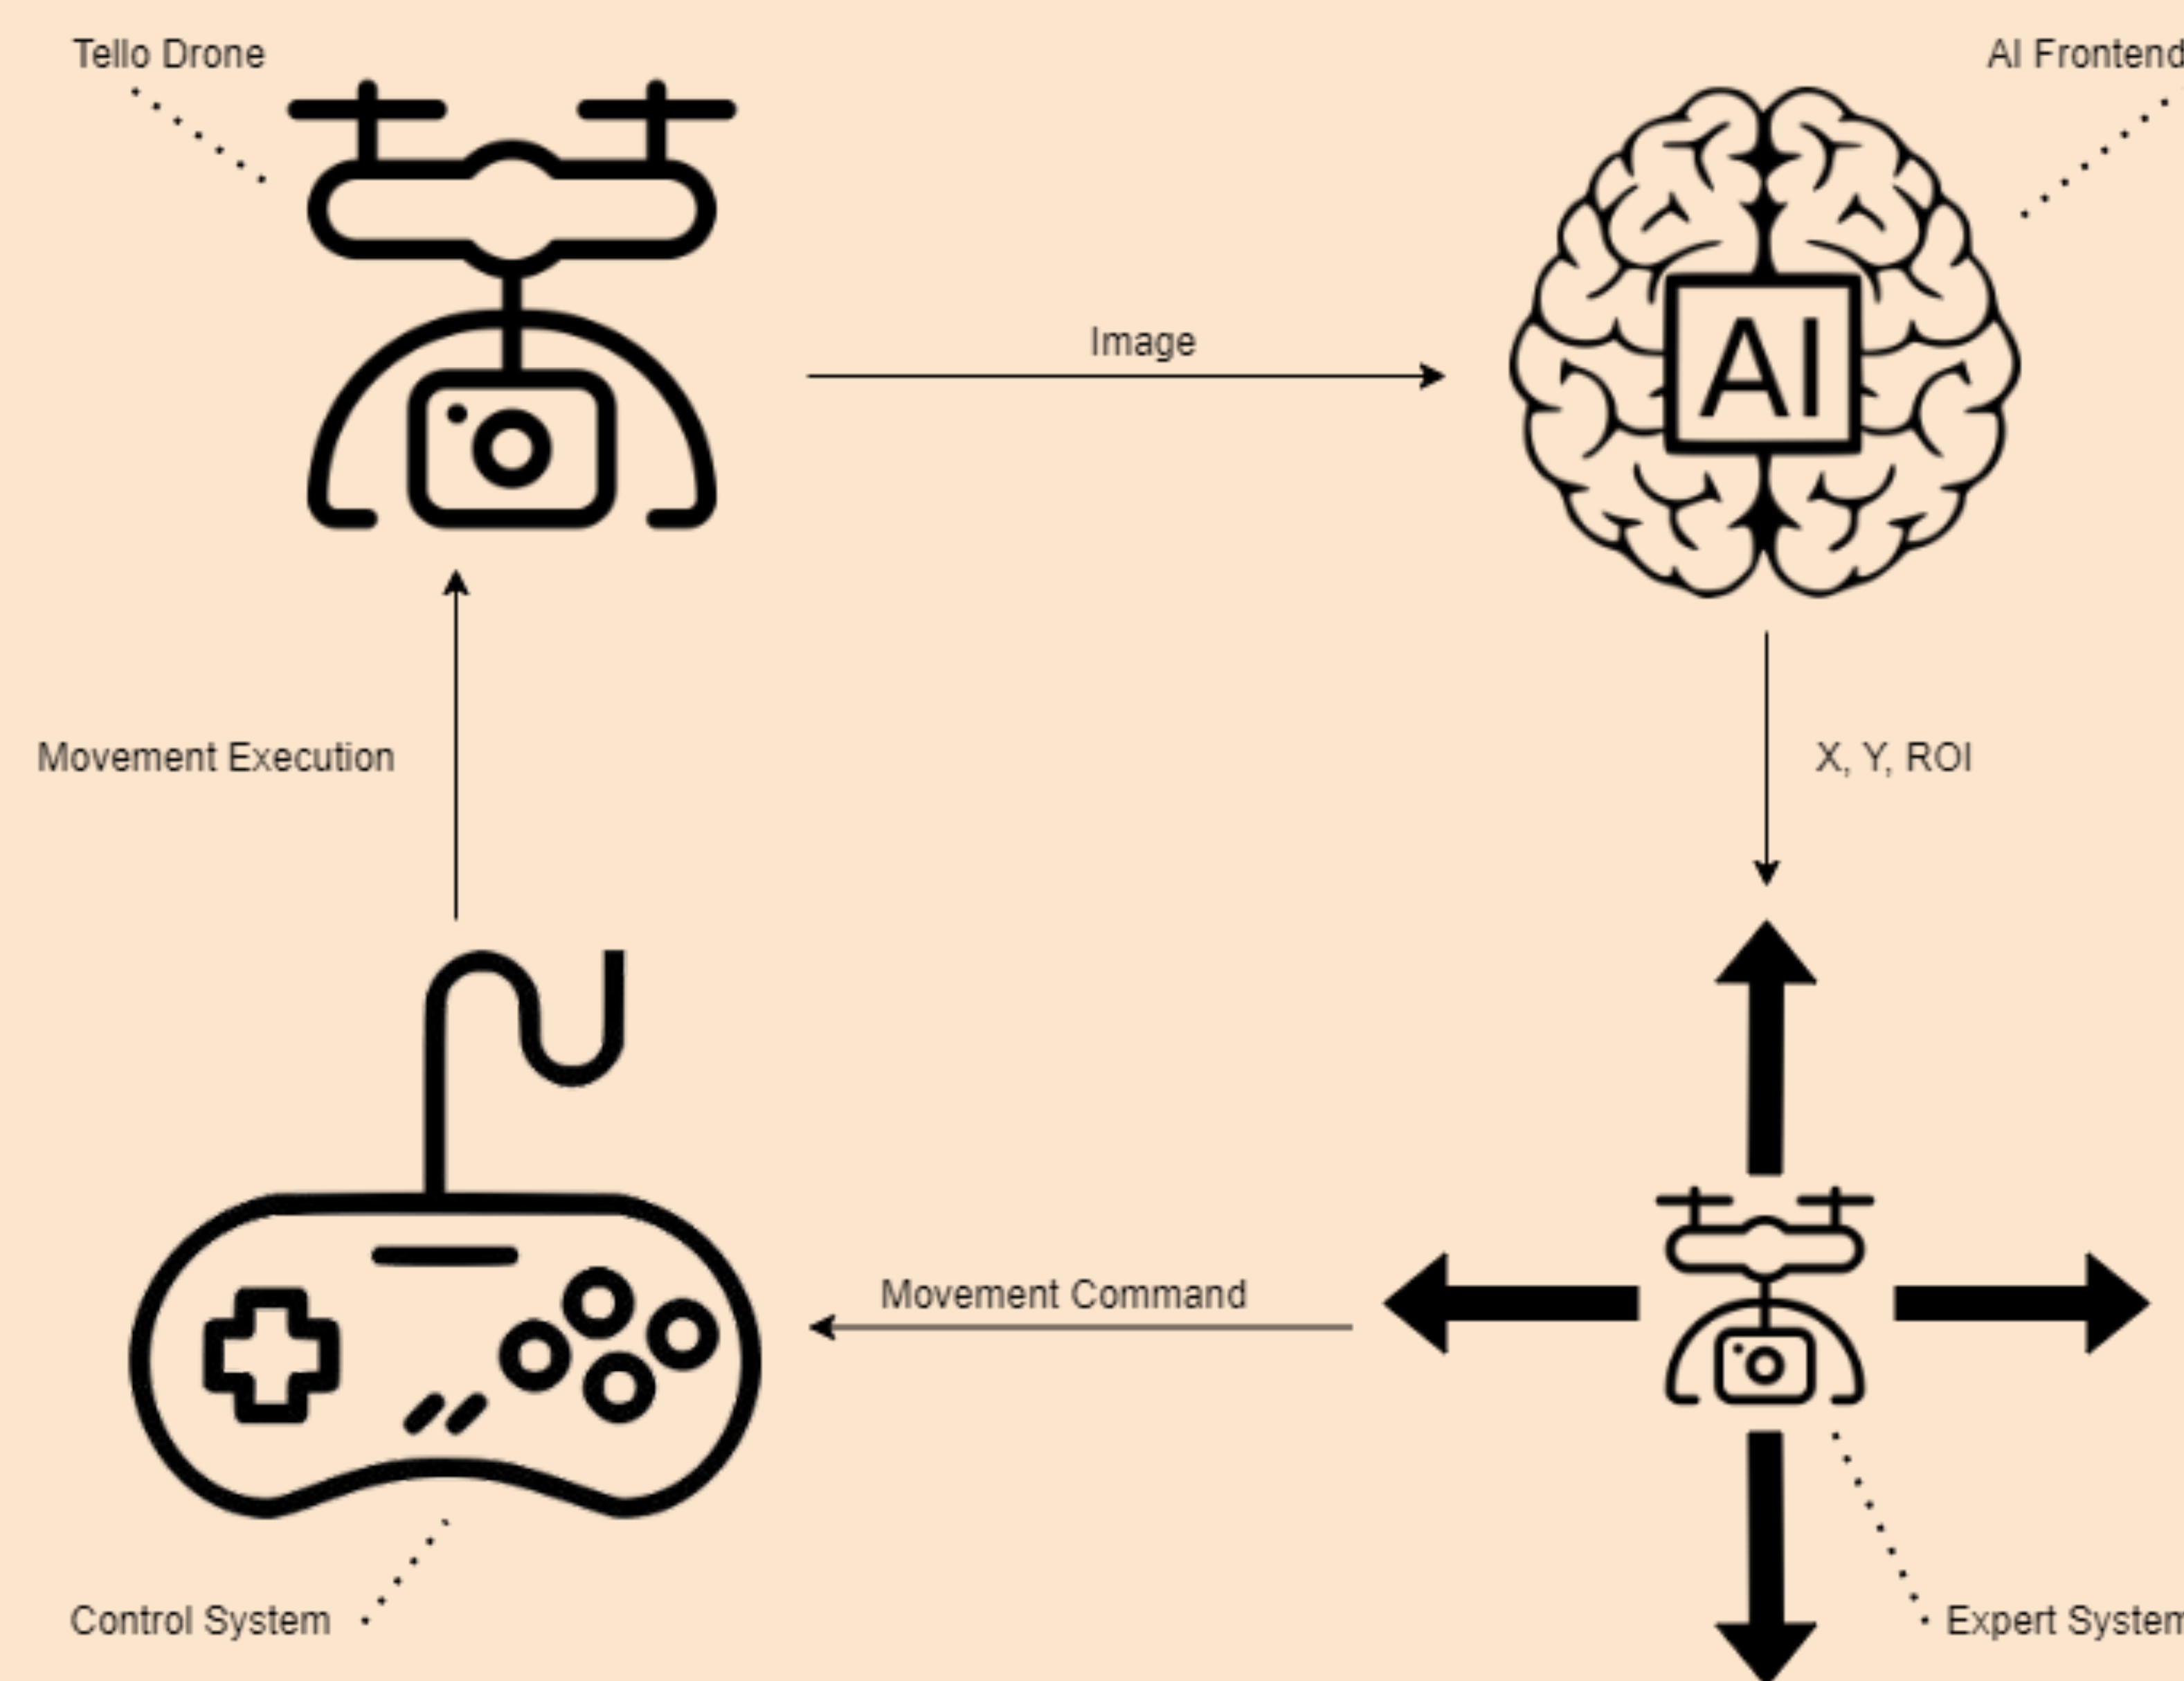 Tello Drone
AI Frontend
Image
AI
Movement Execution
X, Y, ROI
Movement Command
Control System
Expert System